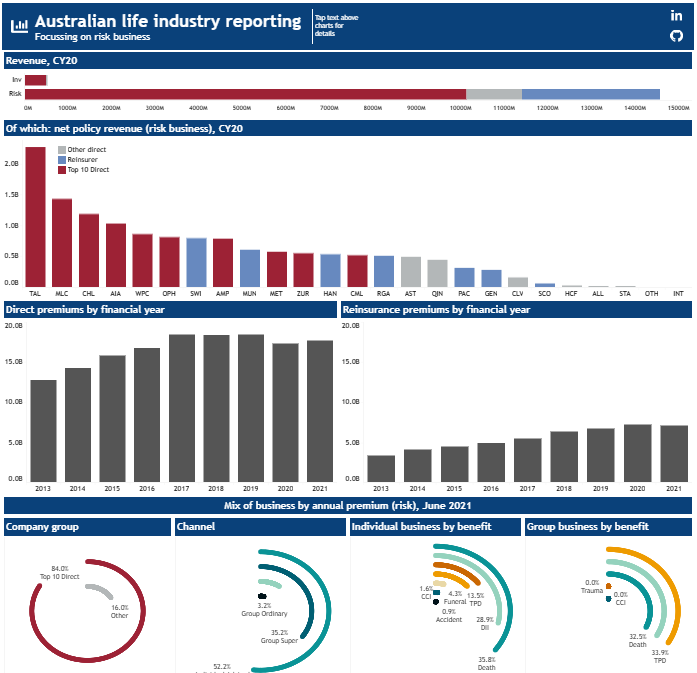 Australian life industry reporting
Focussing on risk business
Tap text above
charts for
details
in
Revenue, CY20
Inv
Risk
0M 1000M 2000M 3000M 4000M 5000M 6000M 7000M 8000M 9000M 10000M 11000M 12000M 13000M 14000M 15000M
Of which: net policy revenue (risk business), CY20
Other direct
Reinsurer
Top 10 Direct
2.0B
1.5B
1.0B
0.5B
0.0B
TAL MLC CHL AIA WPC OPH SWI AMP MUN MET ZUR HAN CML RGA AST QIN PAC GEN CLV SCO HCF ALL STA OTH INT
Direct premiums by financial year
20.0B
15.0B
10.0B
5.0B
0.0B
2013 2014 2015 2016 2017 2018 2019 2020 2021
Reinsurance premiums by financial year
20.0B
15.0B
10.0B
5.0B
0.0B
2013 2014 2015 2016 2017 2018 2019 2020 2021
Mix of business by annual premium (risk), June 2021
Company group
84.0%
Top 10 Direct
16.0%
Other
Channel
3.2%
Group Ordinary
35.2%
Group Super
52.2%
Individual business by benefit
1.6%
CCI
4.3%
Funeral
13.5%
TPD
0.9%
Accident
28.9%
DII
35.8%
Death
Group business by benefit
0.0%
Trauma
0.0%
CCI
32.5%
Death
33.9%
TPD